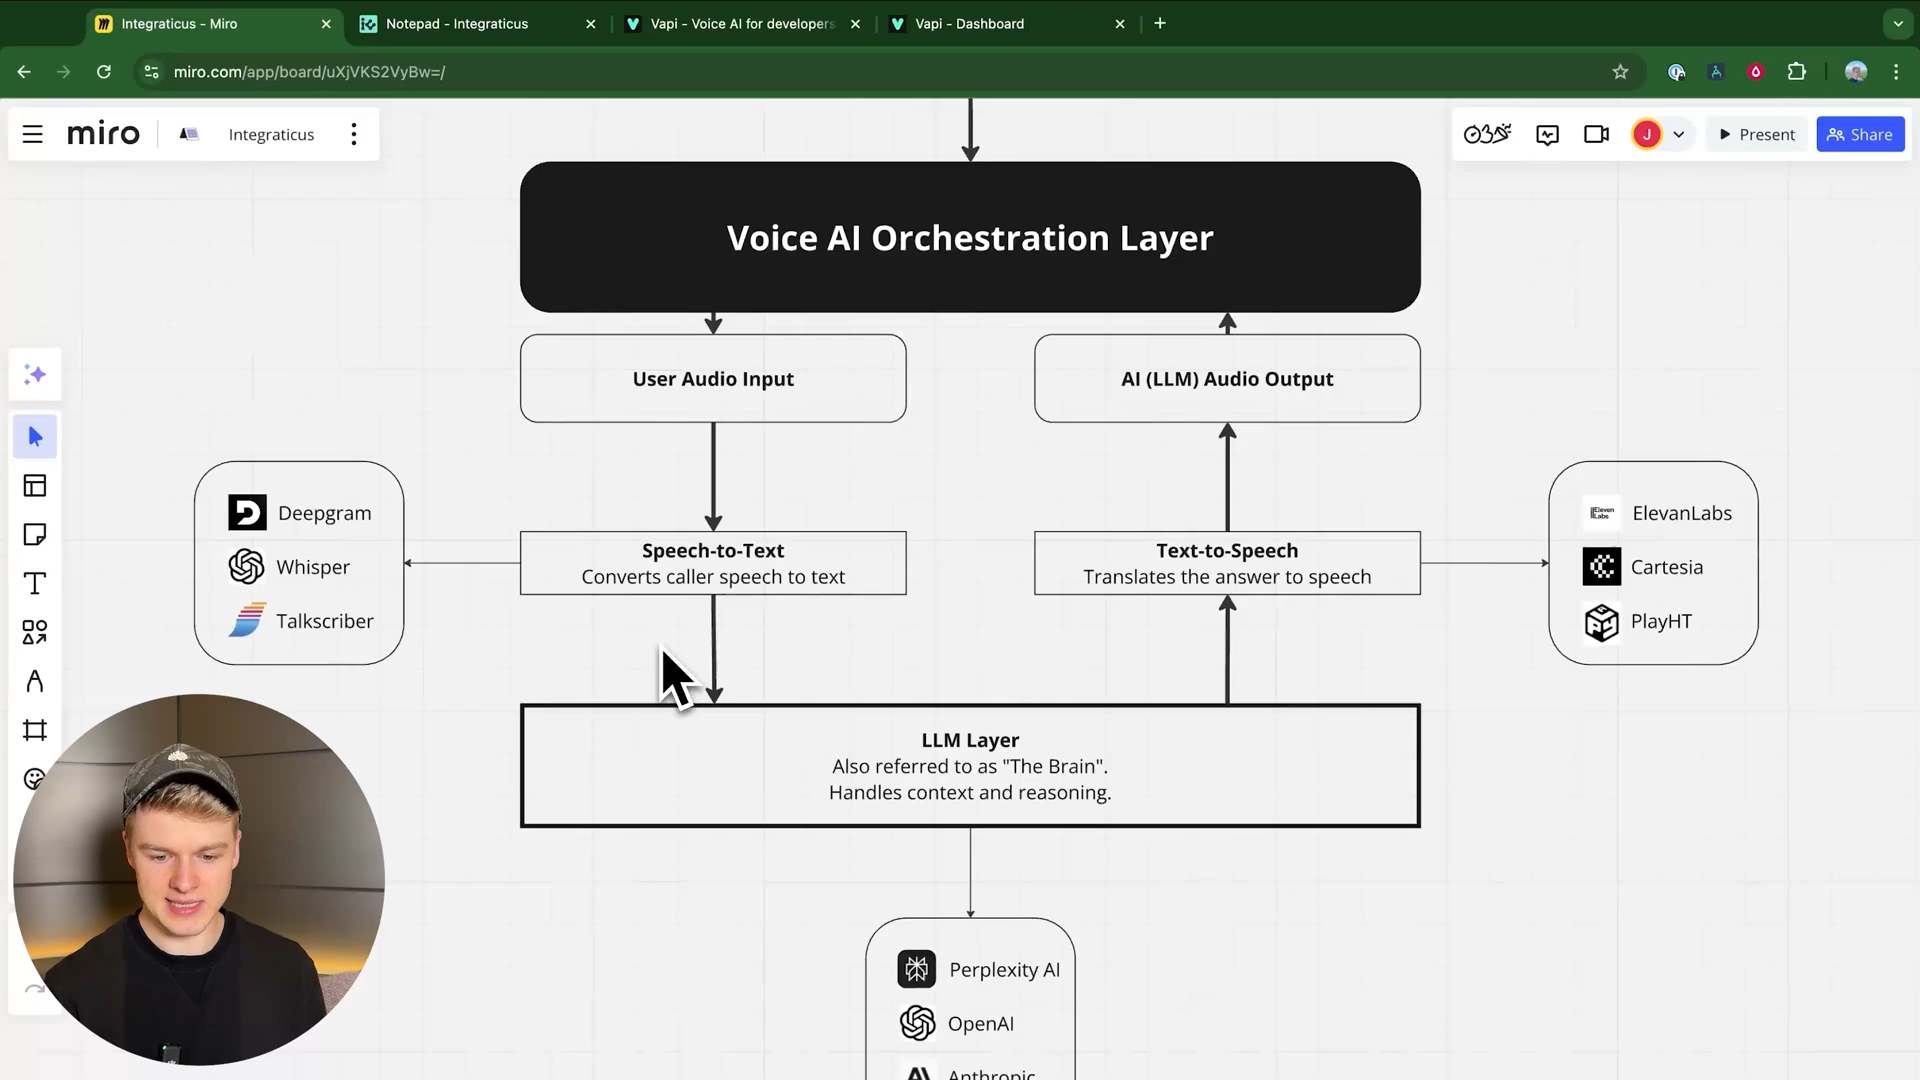 Integraticus - Miro
Notepad - Integraticus
Vapi - Voice AI for developers
Vapi - Dashboard
miro.com/app/board/uXjVKS2VyBw=/
miro
Integraticus
J
Present
Share
Voice AI Orchestration Layer
User Audio Input
AI (LLM) Audio Output
Deepgram
Whisper
Talkscriber
Speech-to-Text
Converts caller speech to text
Text-to-Speech
Translates the answer to speech
ElevenLabs
ElevanLabs
Cartesia
PlayHT
LLM Layer
Also referred to as "The Brain".
Handles context and reasoning.
Perplexity AI
OpenAI
Anthropic